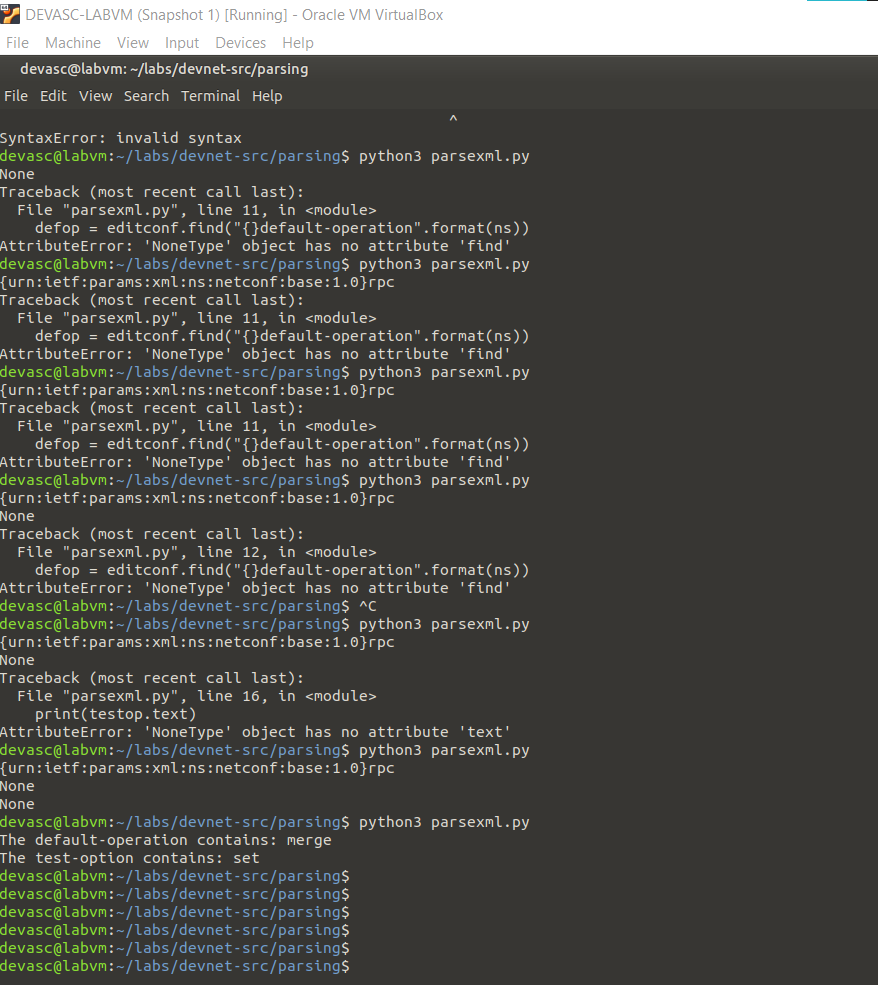 DEVASC-LABVM (Snapshot 1) [Running] - Oracle VM VirtualBox
File Machine View Input Devices Help
devasc@labvm: ~/labs/devnet-src/parsing
File Edit View Search Terminal Help
^
SyntaxError: invalid syntax
devasc@labvm:~/labs/devnet-src/parsing$ python3 parsexml.py
None
Traceback (most recent call last):
  File "parsexml.py", line 11, in <module>
    defop = editconf.find("{}default-operation".format(ns))
AttributeError: 'NoneType' object has no attribute 'find'
devasc@labvm:~/labs/devnet-src/parsing$ python3 parsexml.py
{urn:ietf:params:xml:ns:netconf:base:1.0}rpc
Traceback (most recent call last):
  File "parsexml.py", line 11, in <module>
    defop = editconf.find("{}default-operation".format(ns))
AttributeError: 'NoneType' object has no attribute 'find'
devasc@labvm:~/labs/devnet-src/parsing$ python3 parsexml.py
{urn:ietf:params:xml:ns:netconf:base:1.0}rpc
Traceback (most recent call last):
  File "parsexml.py", line 11, in <module>
    defop = editconf.find("{}default-operation".format(ns))
AttributeError: 'NoneType' object has no attribute 'find'
devasc@labvm:~/labs/devnet-src/parsing$ python3 parsexml.py
{urn:ietf:params:xml:ns:netconf:base:1.0}rpc
None
Traceback (most recent call last):
  File "parsexml.py", line 12, in <module>
    defop = editconf.find("{}default-operation".format(ns))
AttributeError: 'NoneType' object has no attribute 'find'
devasc@labvm:~/labs/devnet-src/parsing$ ^C
devasc@labvm:~/labs/devnet-src/parsing$ python3 parsexml.py
{urn:ietf:params:xml:ns:netconf:base:1.0}rpc
None
Traceback (most recent call last):
  File "parsexml.py", line 16, in <module>
    print(testop.text)
AttributeError: 'NoneType' object has no attribute 'text'
devasc@labvm:~/labs/devnet-src/parsing$ python3 parsexml.py
{urn:ietf:params:xml:ns:netconf:base:1.0}rpc
None
None
devasc@labvm:~/labs/devnet-src/parsing$ python3 parsexml.py
The default-operation contains: merge
The test-option contains: set
devasc@labvm:~/labs/devnet-src/parsing$
devasc@labvm:~/labs/devnet-src/parsing$
devasc@labvm:~/labs/devnet-src/parsing$
devasc@labvm:~/labs/devnet-src/parsing$
devasc@labvm:~/labs/devnet-src/parsing$
devasc@labvm:~/labs/devnet-src/parsing$